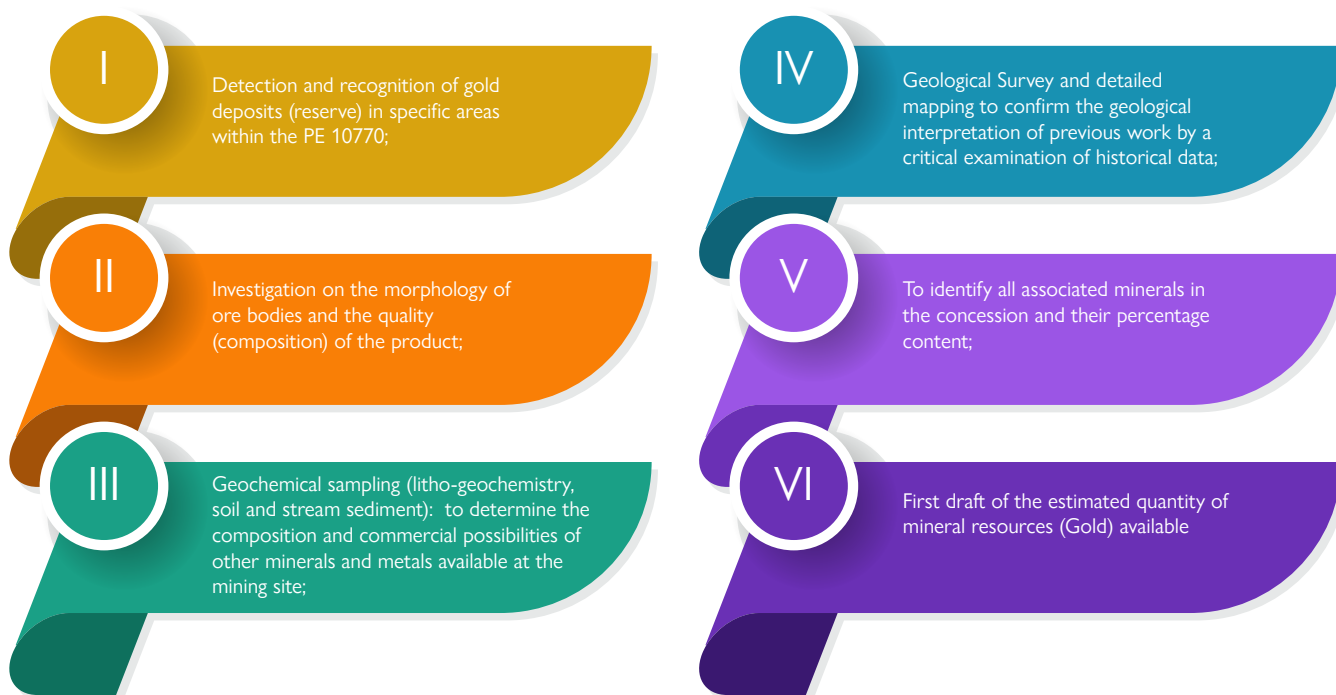 I
Detection and recognition of gold
deposits (reserve) in specific areas
within the PE 10770;
II
Investigation on the morphology of
ore bodies and the quality
(composition) of the product;
III
Geochemical sampling (litho-geochemistry,
soil and stream sediment):  to determine the
composition and commercial possibilities of
other minerals and metals available at the
mining site;
IV
Geological Survey and detailed
mapping to confirm the geological
interpretation of previous work by a
critical examination of historical data;
V
To identify all associated minerals in
the concession and their percentage
content;
VI
First draft of the estimated quantity of
mineral resources (Gold) available